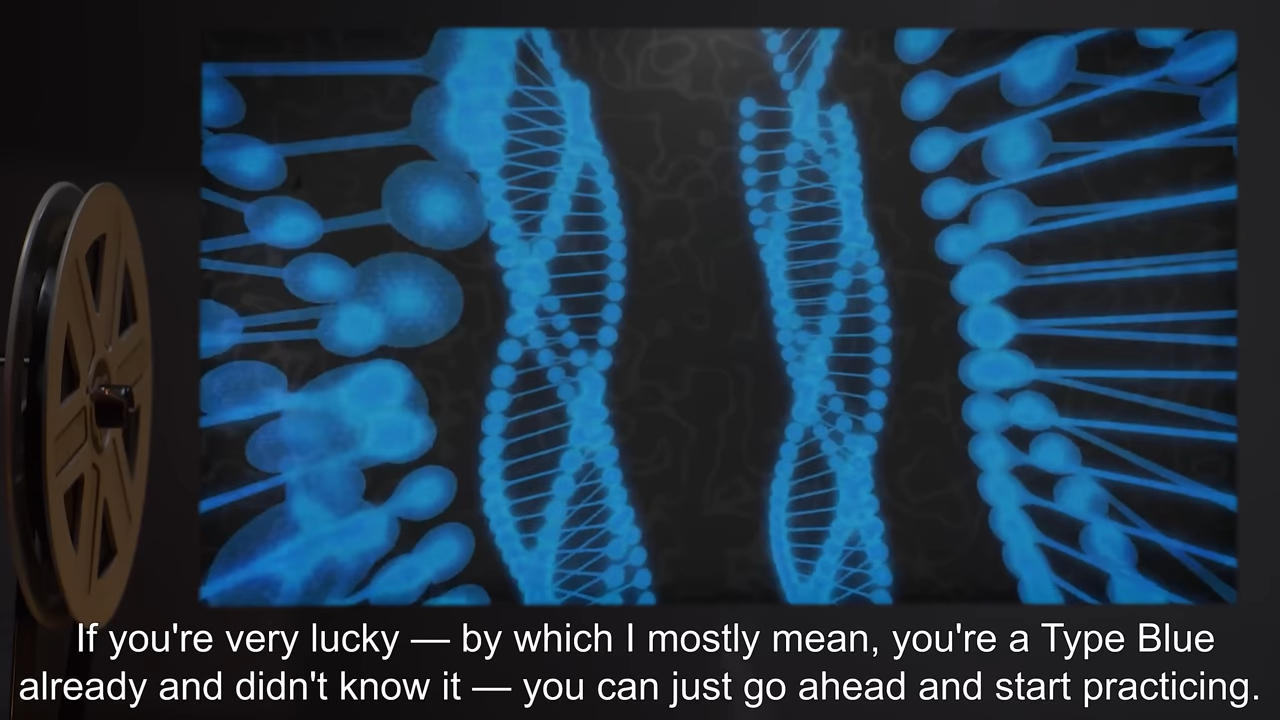 If you're very lucky — by which I mostly mean, you're a Type Blue
already and didn't know it — you can just go ahead and start practicing.